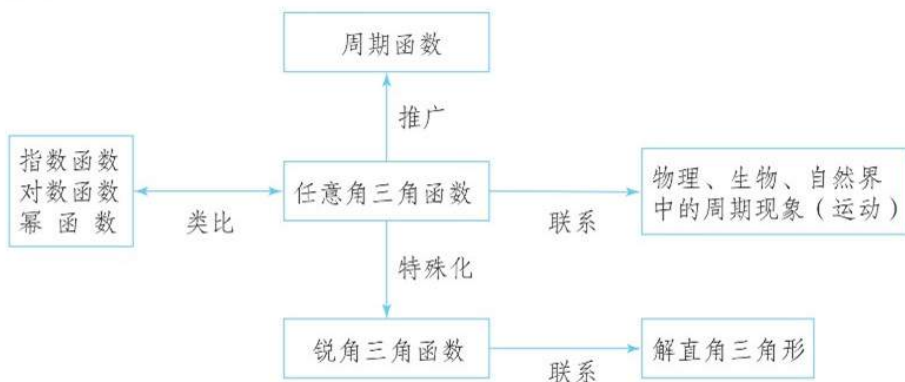 周期函数
推广
指数函数
对数函数
幂函数
类比
任意角三角函数
联系
物理、生物、自然界
中的周期现象（运动）
特殊化
锐角三角函数
联系
解直角三角形